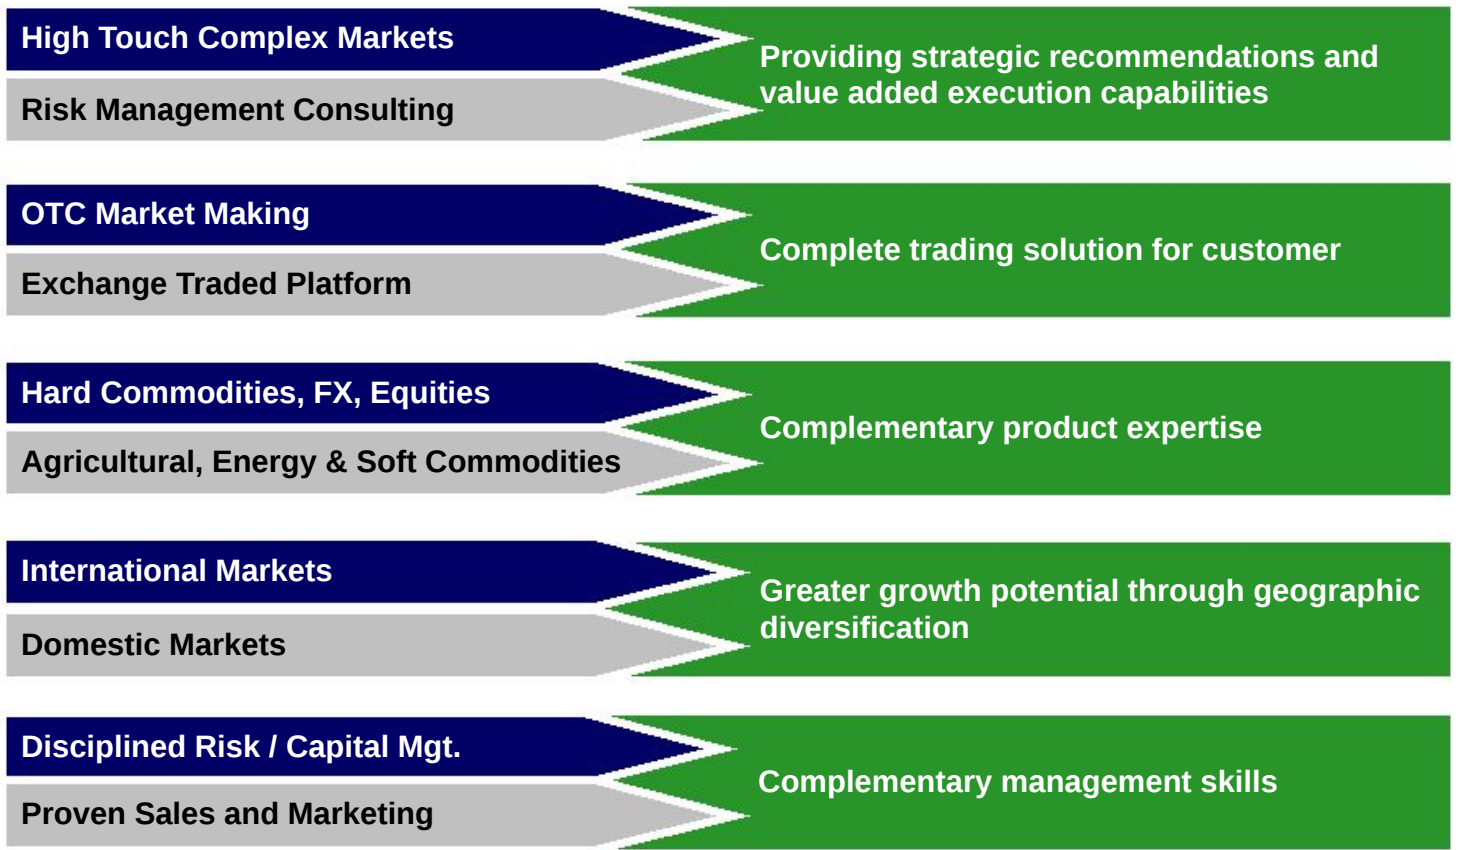 High Touch Complex Markets
Risk Management Consulting
Providing strategic recommendations and
value added execution capabilities
OTC Market Making
Exchange Traded Platform
Complete trading solution for customer
Hard Commodities, FX, Equities
Agricultural, Energy & Soft Commodities
Complementary product expertise
International Markets
Domestic Markets
Greater growth potential through geographic
diversification
Disciplined Risk / Capital Mgt.
Proven Sales and Marketing
Complementary management skills